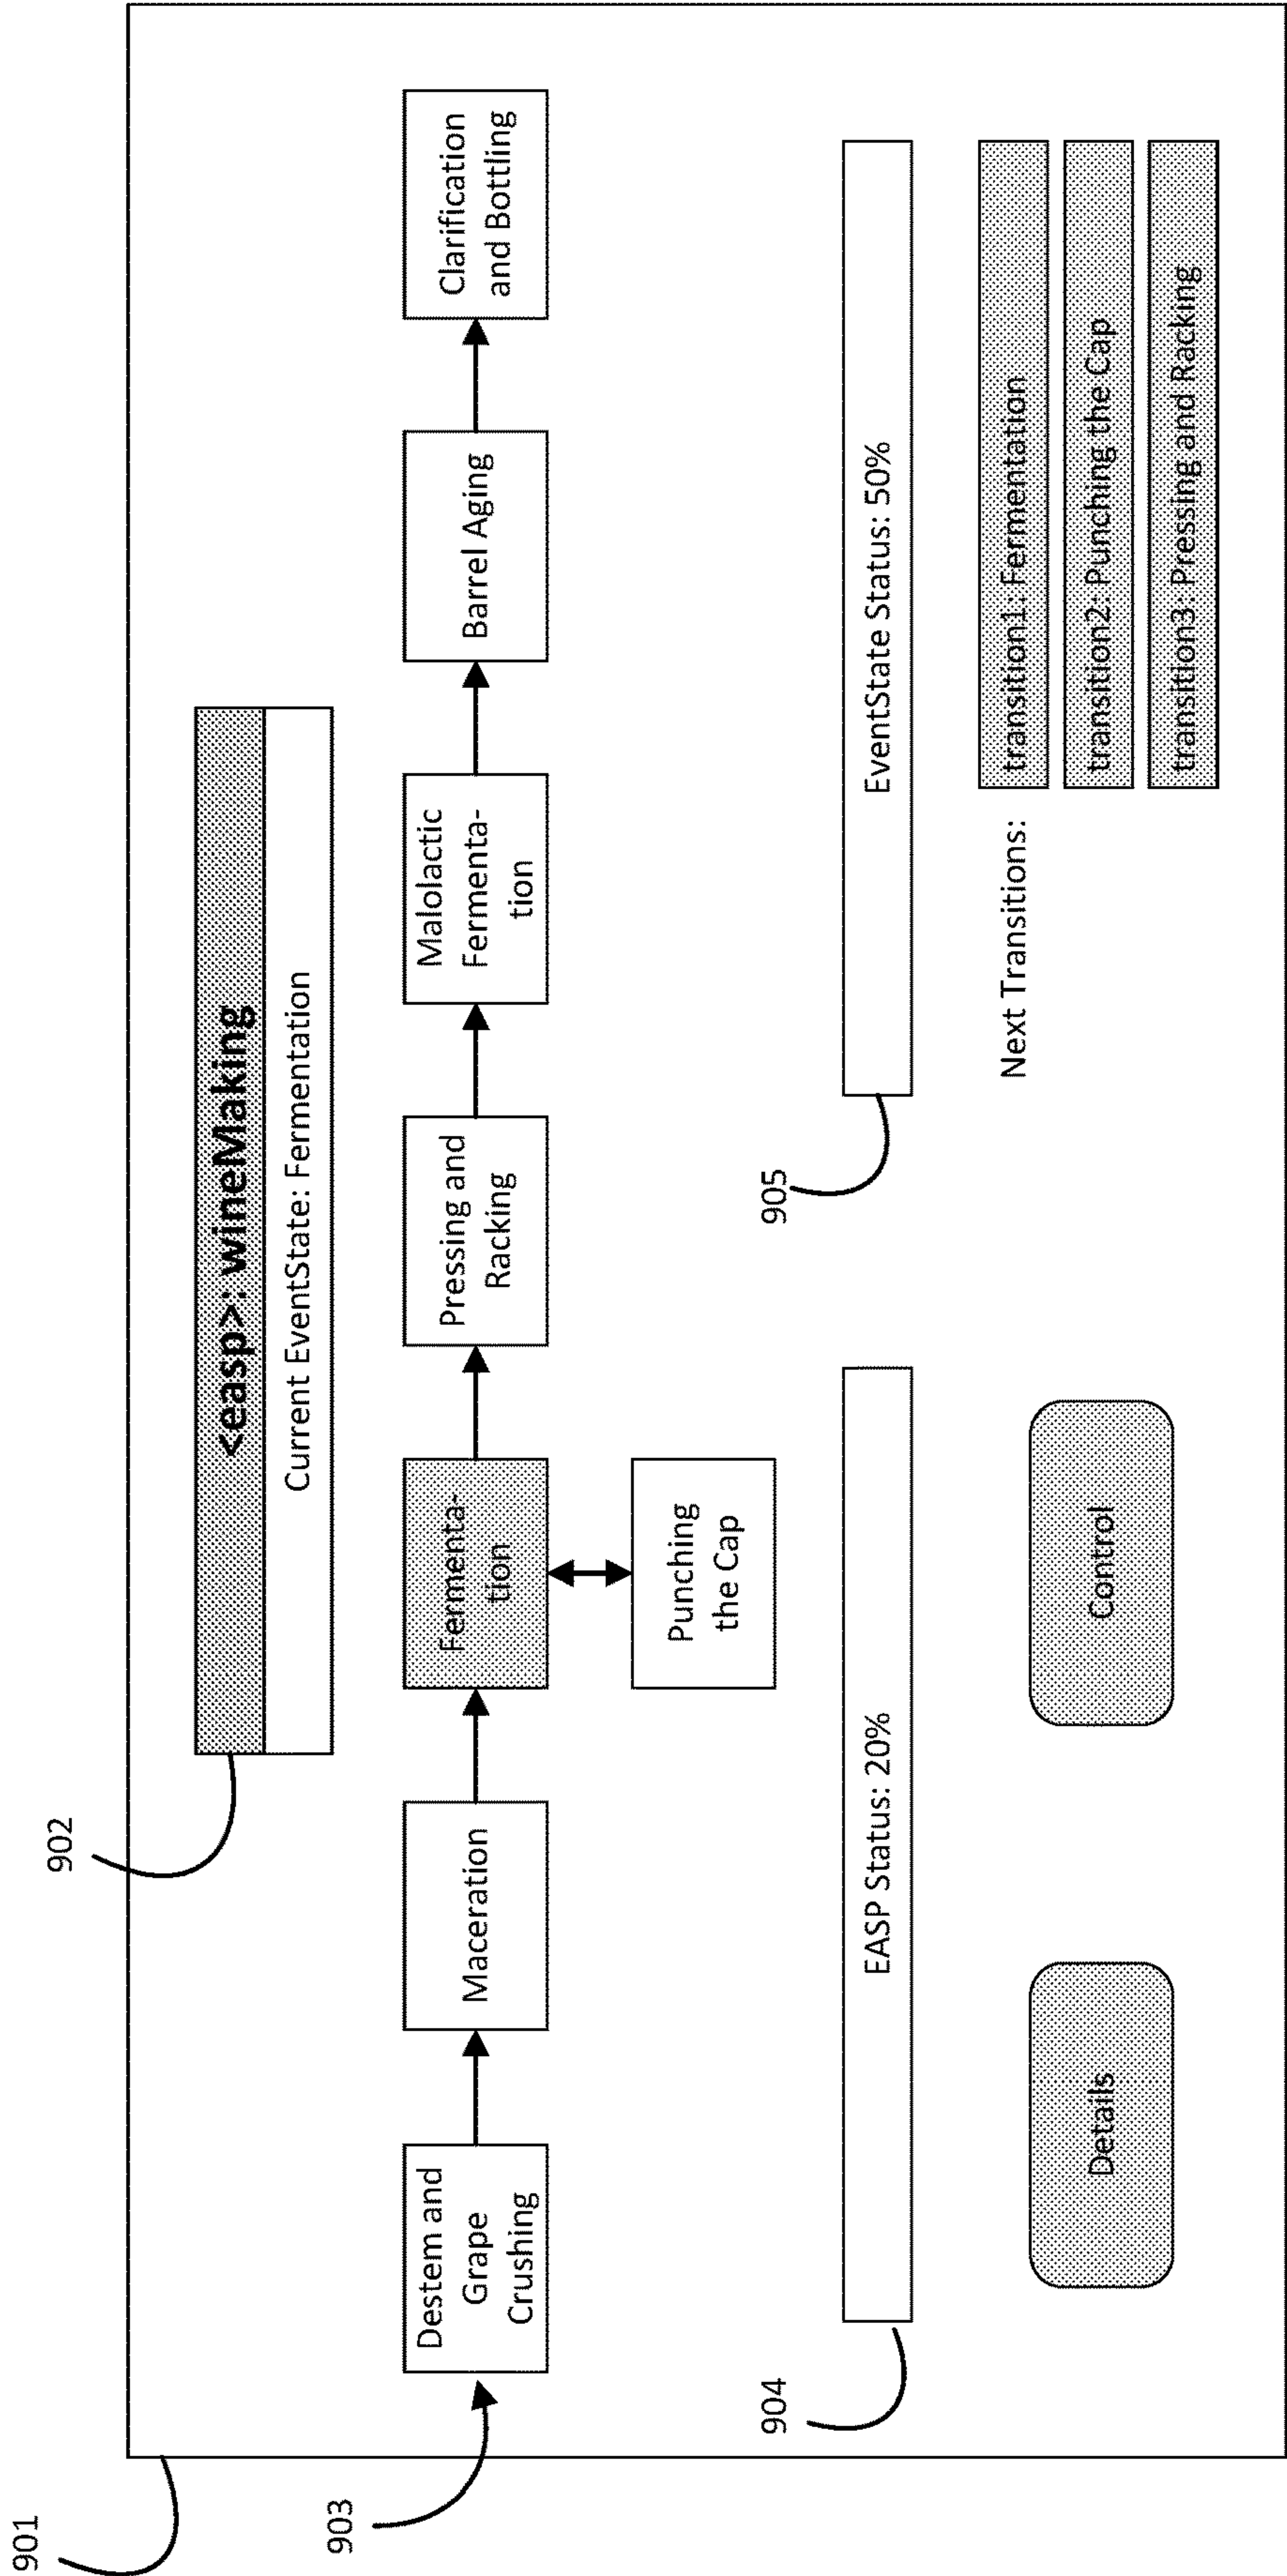 901
902
<easp>: wineMaking
Current EventState: Fermentation
903
Destem and
Grape
Crushing
Maceration
Fermenta-
tion
Pressing and
Racking
Malolactic
Fermenta-
tion
Barrel Aging
Clarification
and Bottling
Punching
the Cap
904
EASP Status: 20%
905
EventState Status: 50%
Details
Control
Next Transitions:
transition1: Fermentation
transition2: Punching the Cap
transition3: Pressing and Racking